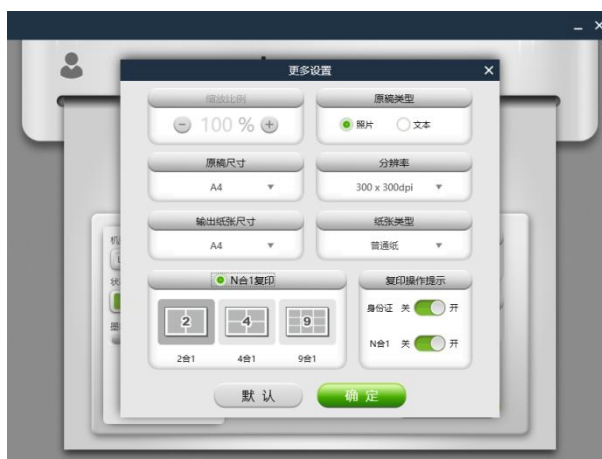 更多设置
缩放比例
100 %
原稿类型
照片 文本
原稿尺寸
A4
分辨率
300 x 300dpi
输出纸张尺寸
A4
纸张类型
普通纸
N合1复印
2 4 9
2合1 4合1 9合1
复印操作提示
身份证 关 开
N合1 关 开
默认 确定